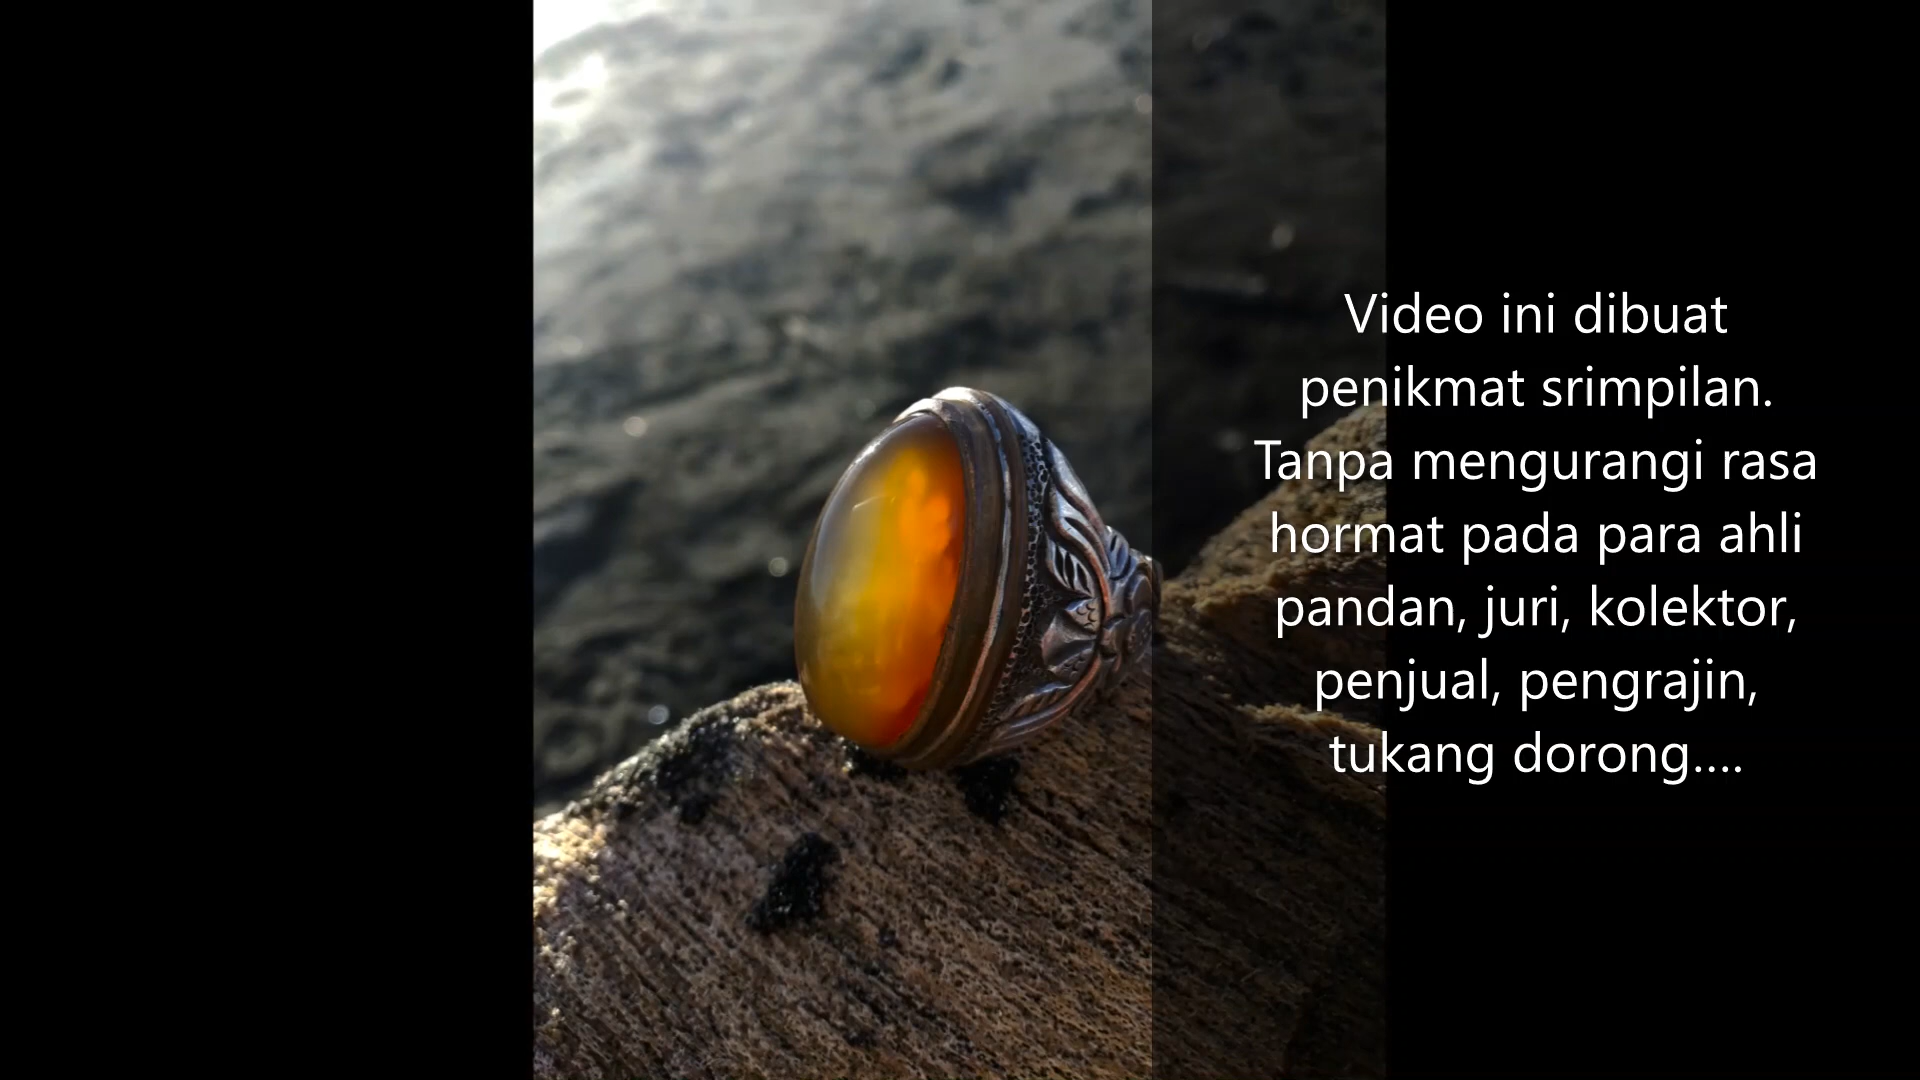 Video ini dibuat
penikmat srimpilan.
Tanpa mengurangi rasa
hormat pada para ahli
pandan, juri, kolektor,
penjual, pengrajin,
tukang dorong....